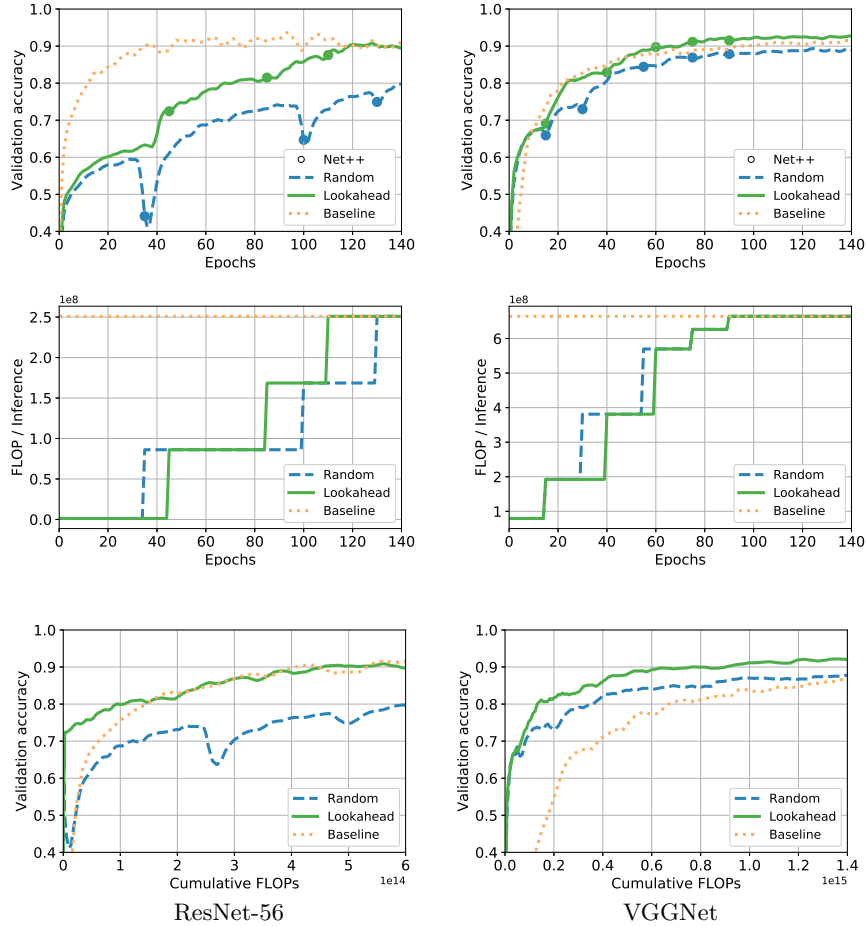 Validation accuracy
1.0
0.9
0.8
0.7
0.6
0.5
0.4
0 20 40 60 80 100 120 140
Epochs
Net++
Random
Lookahead
Baseline
Validation accuracy
1.0
0.9
0.8
0.7
0.6
0.5
0.4
0 20 40 60 80 100 120 140
Epochs
Net++
Random
Lookahead
Baseline
1e8
FLOP / Inference
2.5
2.0
1.5
1.0
0.5
0.0
0 20 40 60 80 100 120 140
Epochs
Random
Lookahead
Baseline
1e8
FLOP / Inference
6
5
4
3
2
1
0 20 40 60 80 100 120 140
Epochs
Random
Lookahead
Baseline
Validation accuracy
1.0
0.9
0.8
0.7
0.6
0.5
0.4
0 1 2 3 4 5 6
Cumulative FLOPs
1e14
Random
Lookahead
Baseline
Validation accuracy
1.0
0.9
0.8
0.7
0.6
0.5
0.4
0.0 0.2 0.4 0.6 0.8 1.0 1.2 1.4
Cumulative FLOPs
1e15
Random
Lookahead
Baseline
ResNet-56
VGGNet